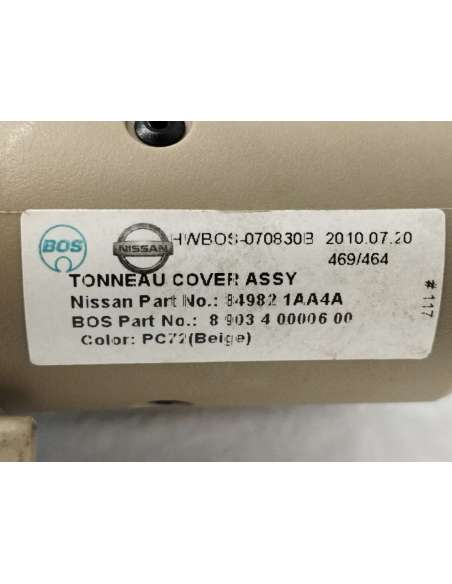 BOS NISSAN HWBOS-070830B 2010.07.20
469/464
TONNEAU COVER ASSY
Nissan Part No.: 84982 1AA4A
BOS Part No.: 8 903 4 00006 00
Color: PC72(Beige)
#117